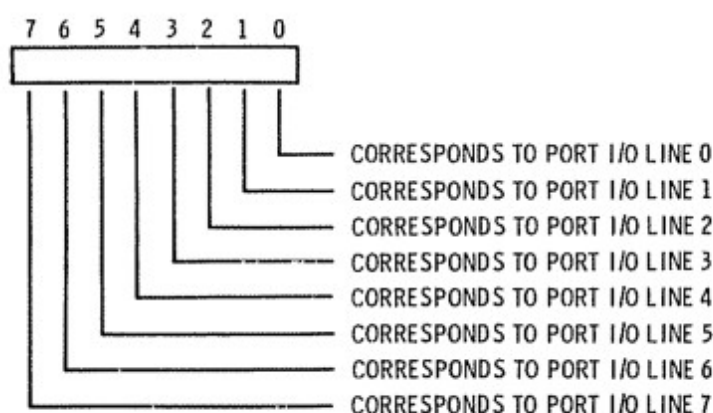 7 6 5 4 3 2 1 0
CORRESPONDS TO PORT I/O LINE 0
CORRESPONDS TO PORT I/O LINE 1
CORRESPONDS TO PORT I/O LINE 2
CORRESPONDS TO PORT I/O LINE 3
CORRESPONDS TO PORT I/O LINE 4
CORRESPONDS TO PORT I/O LINE 5
CORRESPONDS TO PORT I/O LINE 6
CORRESPONDS TO PORT I/O LINE 7